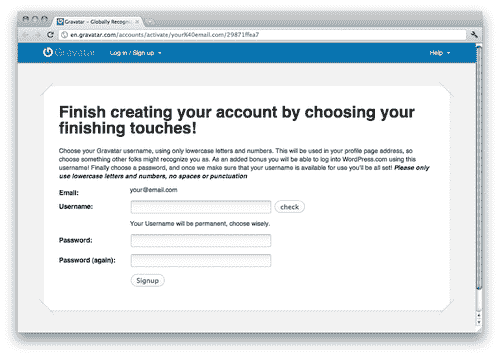 Gravatar - Globally Recogni
en.gravatar.com/accounts/activate/your%40email.com/29871ffea7
Gravatar Log in / Sign up Help
Finish creating your account by choosing your
finishing touches!
Choose your Gravatar username, using only lowercase letters and numbers. This will be used in your profile page address, so
choose something other folks might recognize you as. As an added bonus you will be able to log into WordPress.com using this
username! Finally choose a password, and once we make sure that your username is available for use you'll be all set! Please only
use lowercase letters and numbers, no spaces or punctuation
Email: your@email.com
Username: check
Your Username will be permanent, choose wisely.
Password:
Password (again):
Signup